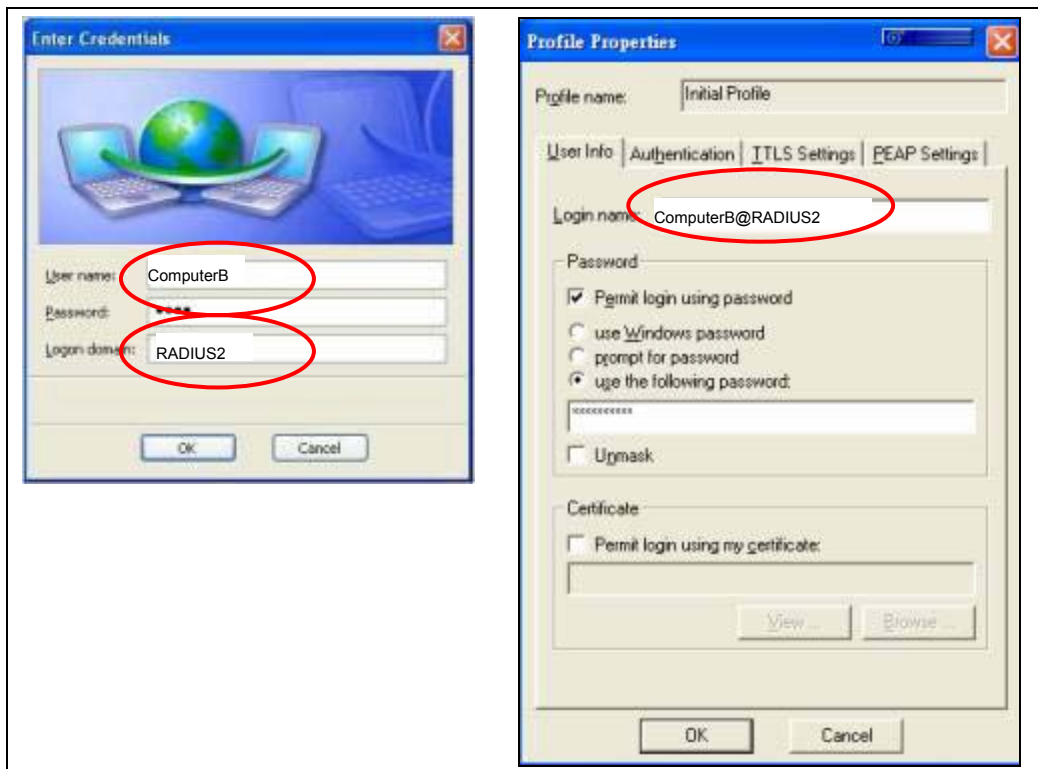 Enter Credentials
User name:
ComputerB
Password:
Logon domain:
RADIUS2
OK
Cancel
Profile Properties
Profile name:
Initial Profile
User Info
Authentication
TTLS Settings
PEAP Settings
Login name:
ComputerB@RADIUS2
Password
Permit login using password
use Windows password
prompt for password
use the following password:
**********
Unmask
Certificate
Permit login using my certificate:
View ...
Browse ...
OK
Cancel